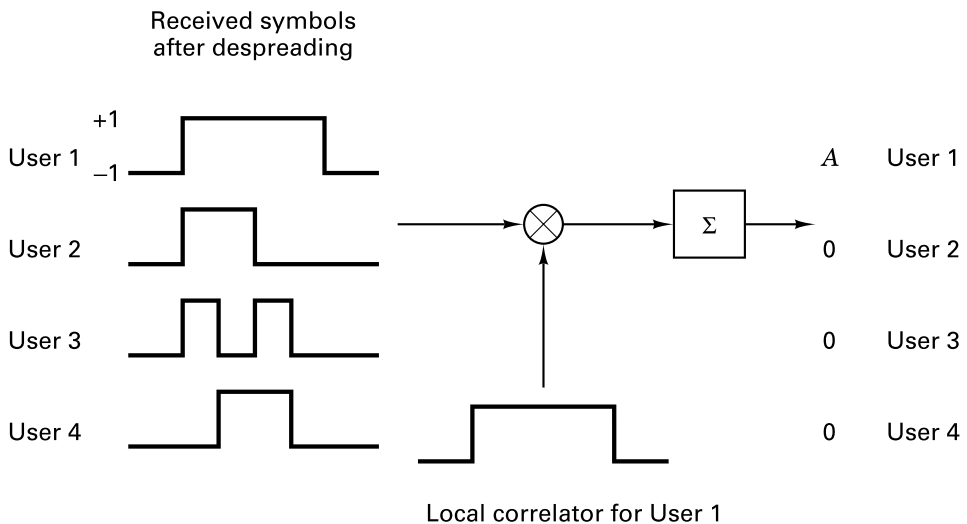 Received symbols
after despreading
+1
User 1
–1
A
User 1
User 2
Σ
0
User 2
User 3
0
User 3
User 4
0
User 4
Local correlator for User 1